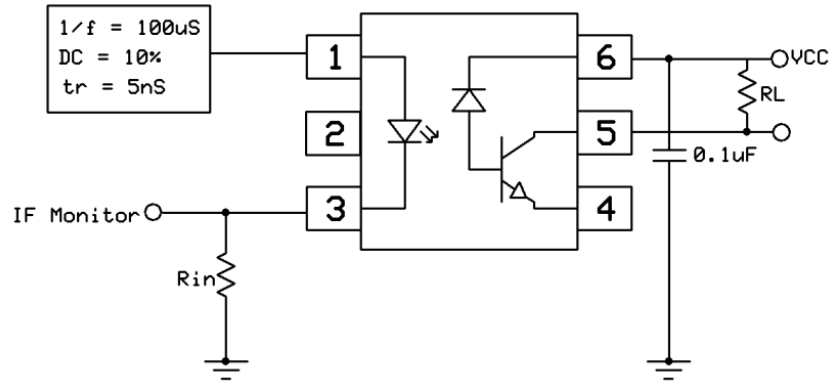 1/f = 100uS
DC = 10%
tr = 5nS
1
2
3
6
5
4
VCC
RL
0.1uF
IF Monitor
Rin